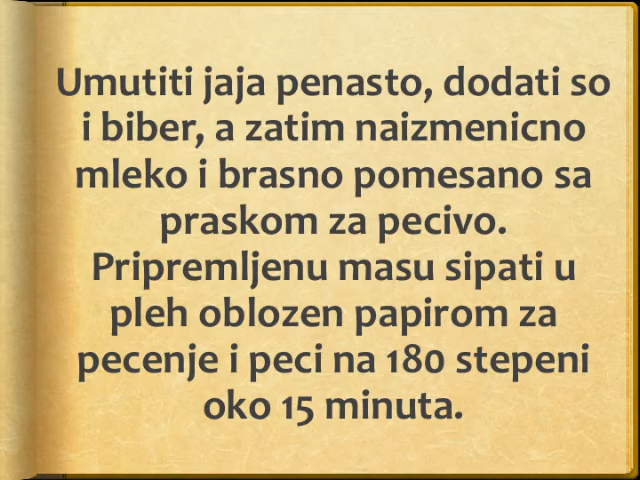 Umutiti jaja penasto, dodati so
i biber, a zatim naizmenicno
mleko i brasno pomesano sa
praskom za pecivo.
Pripremljenu masu sipati u
pleh oblozen papirom za
pecenje i peci na 180 stepeni
oko 15 minuta.